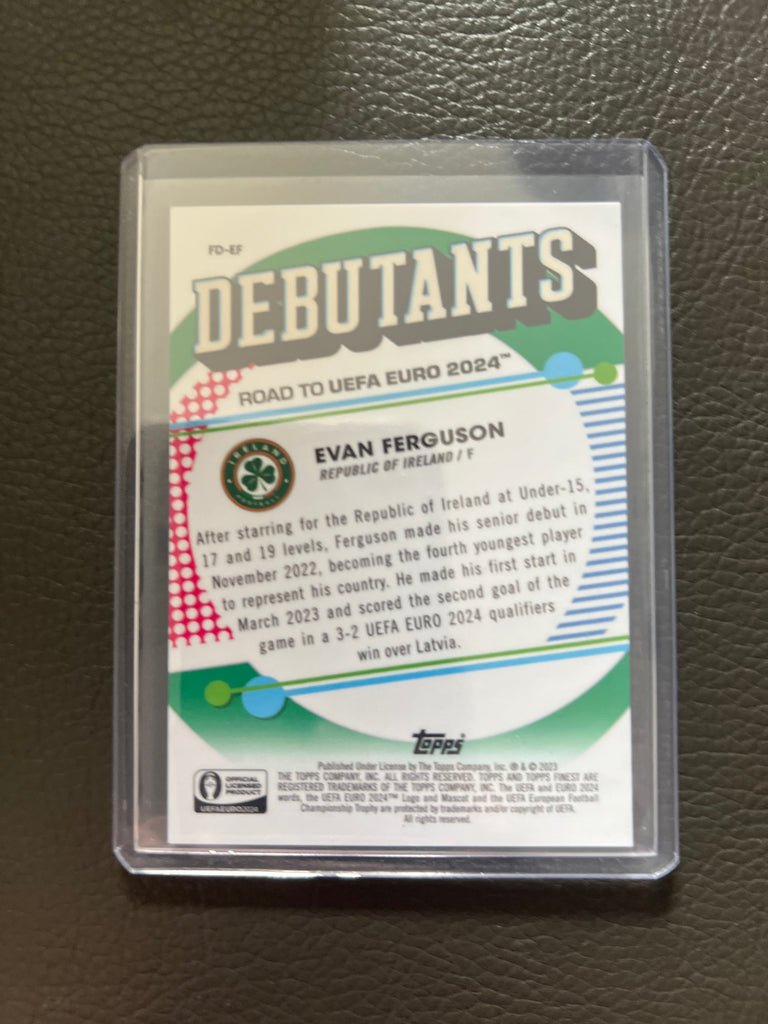 FD-EF
DEBUTANTS
ROAD TO UEFA EURO 2024™
EVAN FERGUSON
REPUBLIC OF IRELAND / F
IRELAND
FOOTBALL
After starring for the Republic of Ireland at Under-15,
17 and 19 levels, Ferguson made his senior debut in
November 2022, becoming the fourth youngest player
to represent his country. He made his first start in
March 2023 and scored the second goal of the
game in a 3-2 UEFA EURO 2024 qualifiers
win over Latvia.
topps
Published Under License by The Topps Company, Inc. ® & © 2023
THE TOPPS COMPANY, INC. ALL RIGHTS RESERVED. TOPPS AND TOPPS FINEST ARE
REGISTERED TRADEMARKS OF THE TOPPS COMPANY, INC. The UEFA and EURO 2024
words, the UEFA EURO 2024™ Logo and Mascot and the UEFA European Football
Championship Trophy are protected by trademarks and/or copyright of UEFA.
All rights reserved.
OFFICIAL
LICENSED
PRODUCT
UEFA EURO2024